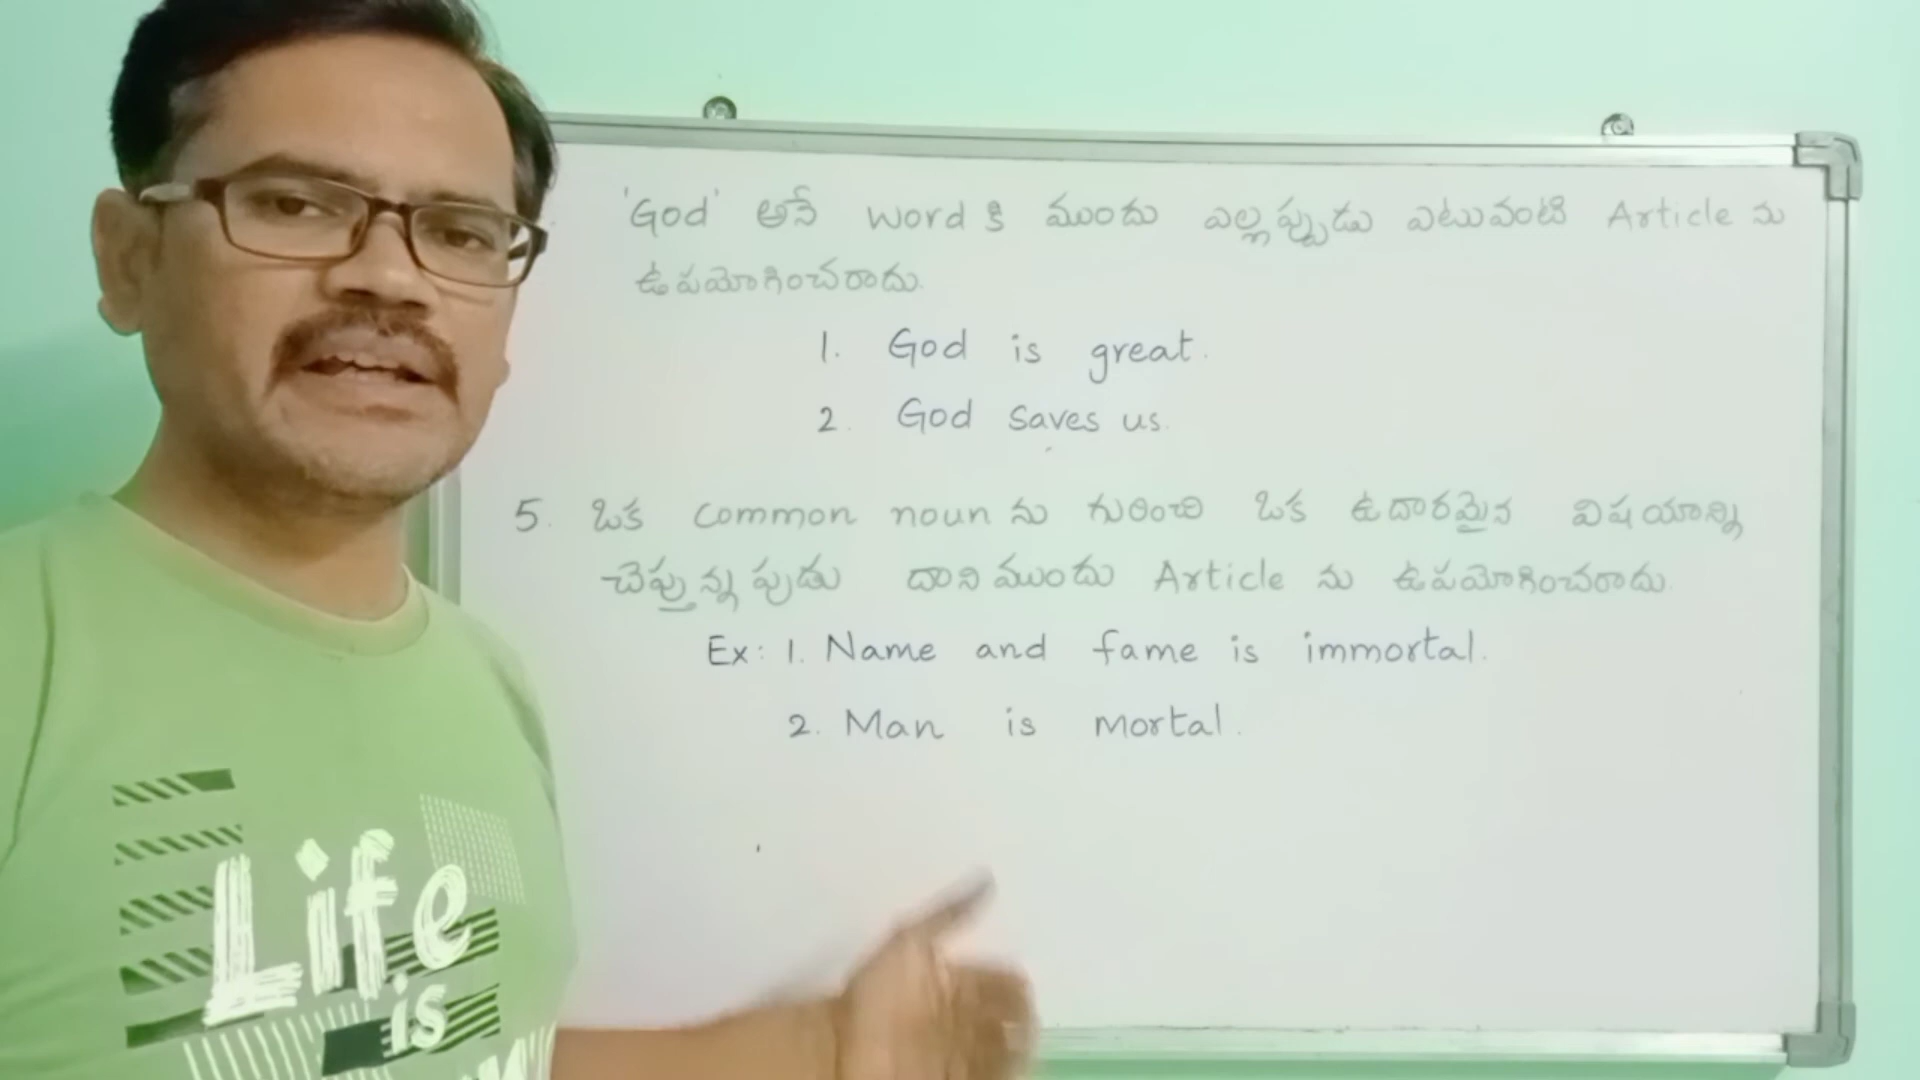 'God' అనే word కి ముందు ఎల్లప్పుడు ఎటువంటి Article ను
ఉపయోగించరాదు.
1. God is great.
2. God saves us.
5. ఒక common noun ను గురించి ఒక ఉదారమైన విషయాన్ని
చెప్తున్నపుడు దానిముందు Article ను ఉపయోగించరాదు.
Ex: 1. Name and fame is immortal.
2. Man is mortal.
Life
is